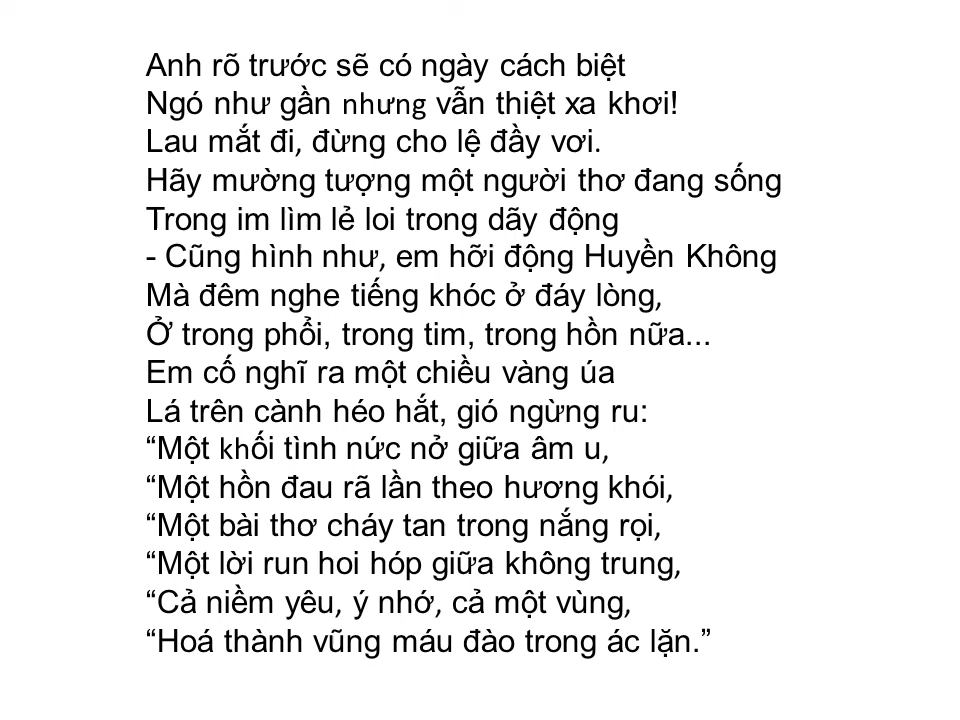 Anh rõ trước sẽ có ngày cách biệt
Ngó như gần nhưng vẫn thiệt xa khơi!
Lau mắt đi, đừng cho lệ đầy vơi.
Hãy mường tượng một người thơ đang sống
Trong im lìm lẻ loi trong dãy động
- Cũng hình như, em hỡi động Huyền Không
Mà đêm nghe tiếng khóc ở đáy lòng,
Ở trong phổi, trong tim, trong hồn nữa...
Em cố nghĩ ra một chiều vàng úa
Lá trên cành héo hắt, gió ngừng ru:
“Một khối tình nức nở giữa âm u,
“Một hồn đau rã lần theo hương khói,
“Một bài thơ cháy tan trong nắng rọi,
“Một lời run hoi hóp giữa không trung,
“Cả niềm yêu, ý nhớ, cả một vùng,
“Hoá thành vũng máu đào trong ác lặn.”